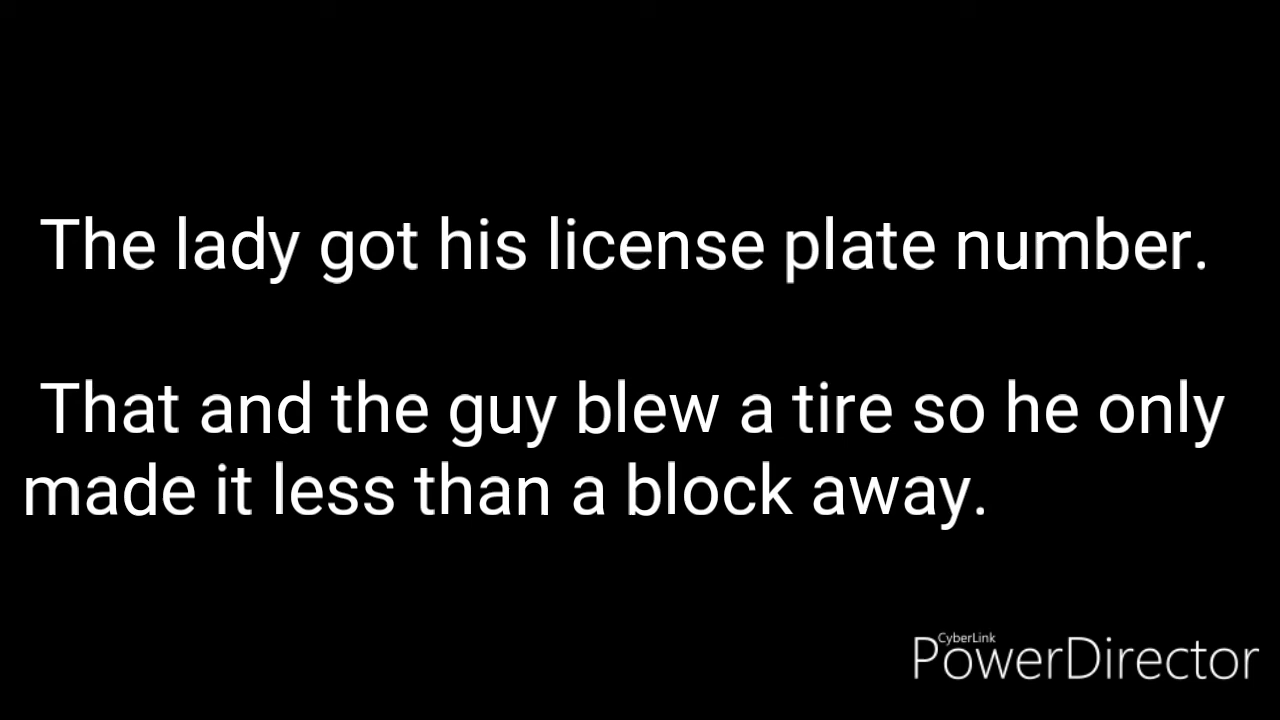 The lady got his license plate number.
That and the guy blew a tire so he only
made it less than a block away.
CyberLink
PowerDirector